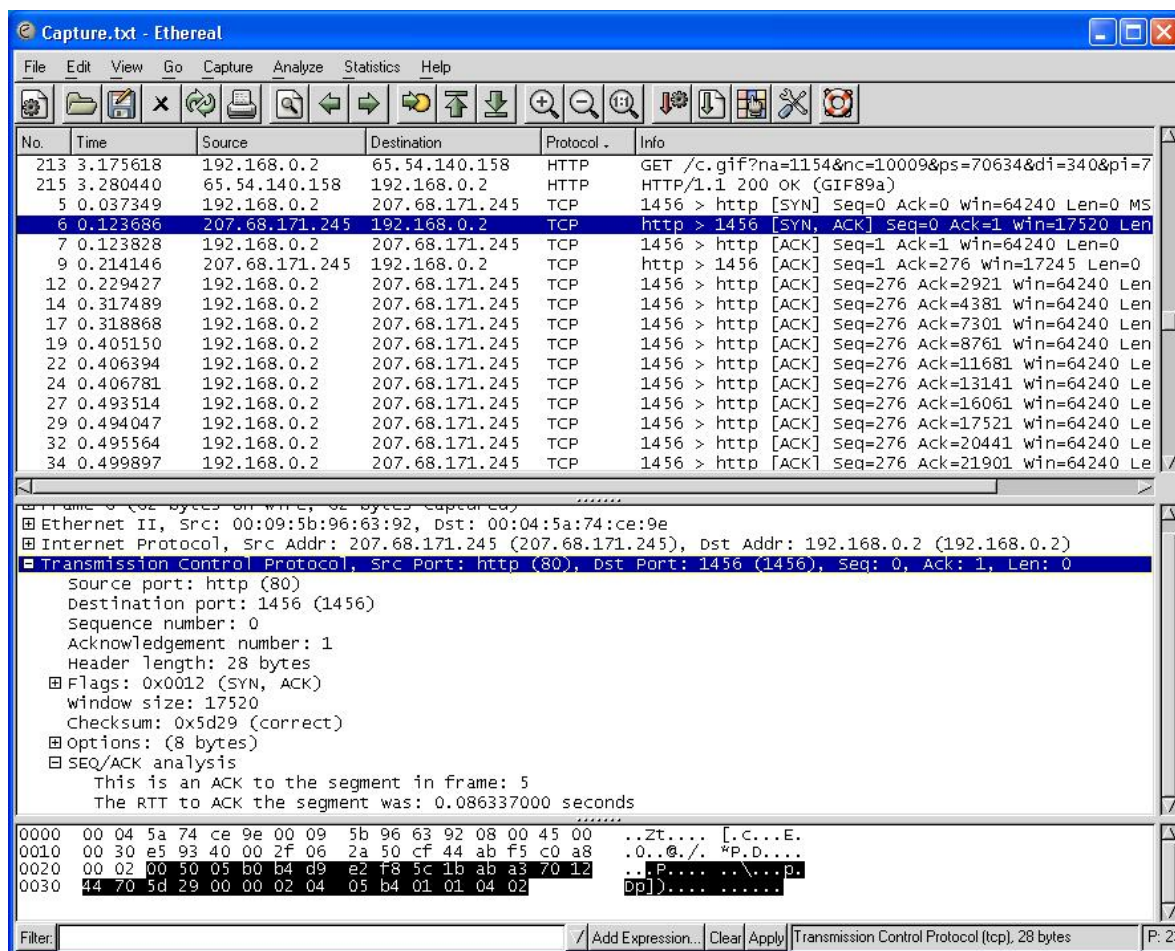 Capture.txt - Ethereal
File Edit View Go Capture Analyze Statistics Help
No. Time Source Destination Protocol Info
213 3.175618 192.168.0.2 65.54.140.158 HTTP GET /c.gif?na=1154&nc=10009&ps=70634&di=340&pi=7
215 3.280440 65.54.140.158 192.168.0.2 HTTP HTTP/1.1 200 OK (GIF89a)
5 0.037349 192.168.0.2 207.68.171.245 TCP 1456 > http [SYN] Seq=0 Ack=0 Win=64240 Len=0 MS
6 0.123686 207.68.171.245 192.168.0.2 TCP http > 1456 [SYN, ACK] Seq=0 Ack=1 Win=17520 Len
7 0.123828 192.168.0.2 207.68.171.245 TCP 1456 > http [ACK] Seq=1 Ack=1 Win=64240 Len=0
9 0.214146 207.68.171.245 192.168.0.2 TCP http > 1456 [ACK] Seq=1 Ack=276 Win=17245 Len=0
12 0.229427 192.168.0.2 207.68.171.245 TCP 1456 > http [ACK] Seq=276 Ack=2921 Win=64240 Len
14 0.317489 192.168.0.2 207.68.171.245 TCP 1456 > http [ACK] Seq=276 Ack=4381 Win=64240 Len
17 0.318868 192.168.0.2 207.68.171.245 TCP 1456 > http [ACK] Seq=276 Ack=7301 Win=64240 Len
19 0.405150 192.168.0.2 207.68.171.245 TCP 1456 > http [ACK] Seq=276 Ack=8761 Win=64240 Len
22 0.406394 192.168.0.2 207.68.171.245 TCP 1456 > http [ACK] Seq=276 Ack=11681 Win=64240 Le
24 0.406781 192.168.0.2 207.68.171.245 TCP 1456 > http [ACK] Seq=276 Ack=13141 Win=64240 Le
27 0.493514 192.168.0.2 207.68.171.245 TCP 1456 > http [ACK] Seq=276 Ack=16061 Win=64240 Le
29 0.494047 192.168.0.2 207.68.171.245 TCP 1456 > http [ACK] Seq=276 Ack=17521 Win=64240 Le
32 0.495564 192.168.0.2 207.68.171.245 TCP 1456 > http [ACK] Seq=276 Ack=20441 Win=64240 Le
34 0.499897 192.168.0.2 207.68.171.245 TCP 1456 > http [ACK] Seq=276 Ack=21901 Win=64240 Le
Frame 6 (62 bytes on wire, 62 bytes captured)
Ethernet II, Src: 00:09:5b:96:63:92, Dst: 00:04:5a:74:ce:9e
Internet Protocol, Src Addr: 207.68.171.245 (207.68.171.245), Dst Addr: 192.168.0.2 (192.168.0.2)
Transmission Control Protocol, Src Port: http (80), Dst Port: 1456 (1456), Seq: 0, Ack: 1, Len: 0
Source port: http (80)
Destination port: 1456 (1456)
Sequence number: 0
Acknowledgement number: 1
Header length: 28 bytes
Flags: 0x0012 (SYN, ACK)
Window size: 17520
Checksum: 0x5d29 (correct)
Options: (8 bytes)
SEQ/ACK analysis
This is an ACK to the segment in frame: 5
The RTT to ACK the segment was: 0.086337000 seconds
0000 00 04 5a 74 ce 9e 00 09 5b 96 63 92 08 00 45 00 ..Zt.... [.c...E.
0010 00 30 e5 93 40 00 2f 06 2a 50 cf 44 ab f5 c0 a8 .0..@./. *P.D....
0020 00 02 00 50 05 b0 b4 d9 e2 f8 5c 1b ab a3 70 12 ...P.... ..\...p.
0030 44 70 5d 29 00 00 02 04 05 b4 01 01 04 02 Dp]).... ......
Filter: Add Expression... Clear Apply Transmission Control Protocol (tcp), 28 bytes P: 2